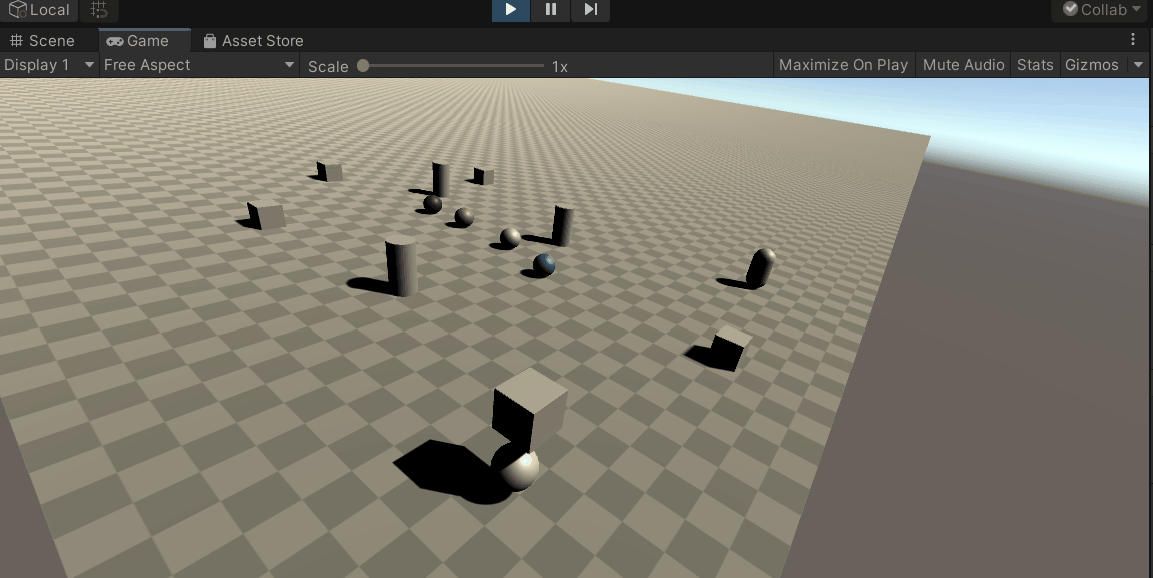 Local Collab
Scene Game Asset Store
Display 1 Free Aspect Scale 1x Maximize On Play Mute Audio Stats Gizmos